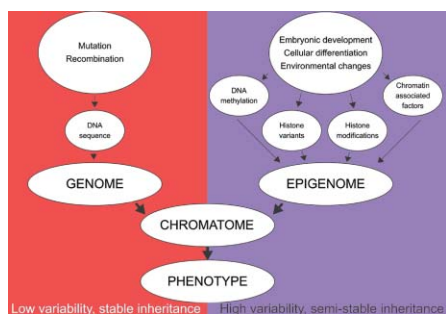 Mutation
Recombination
Embryonic development
Cellular differentiation
Environmental changes
DNA
methylation
Chromatin
associated
factors
DNA
sequence
Histone
variants
Histone
modifications
GENOME
EPIGENOME
CHROMATOME
PHENOTYPE
Low variability, stable inheritance
High variability, semi-stable inheritance